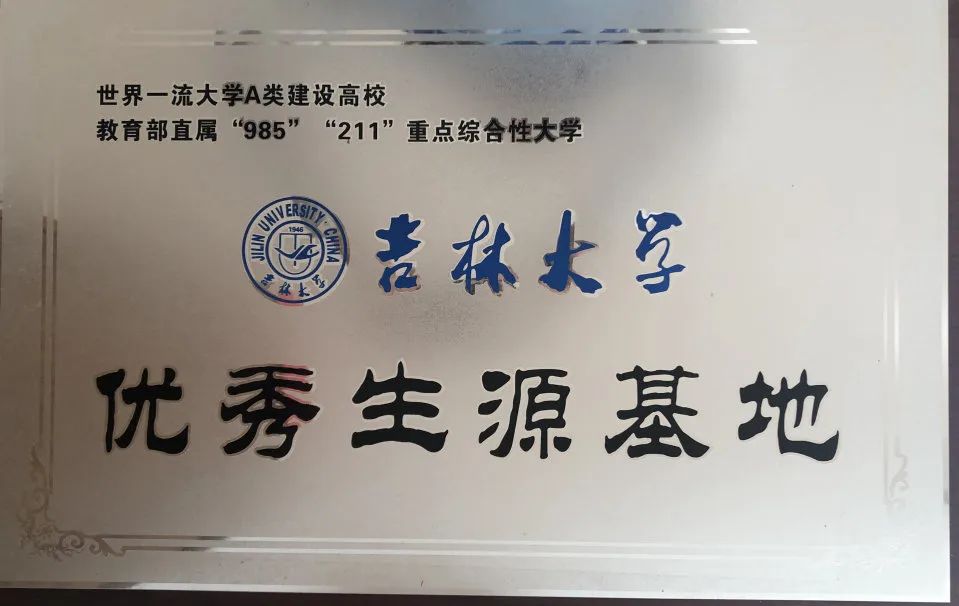 世界一流大学A类建设高校
教育部直属“985”“211”重点综合性大学
JILIN UNIVERSITY·CHINA
1946
吉林大学
吉林大学
优秀生源基地